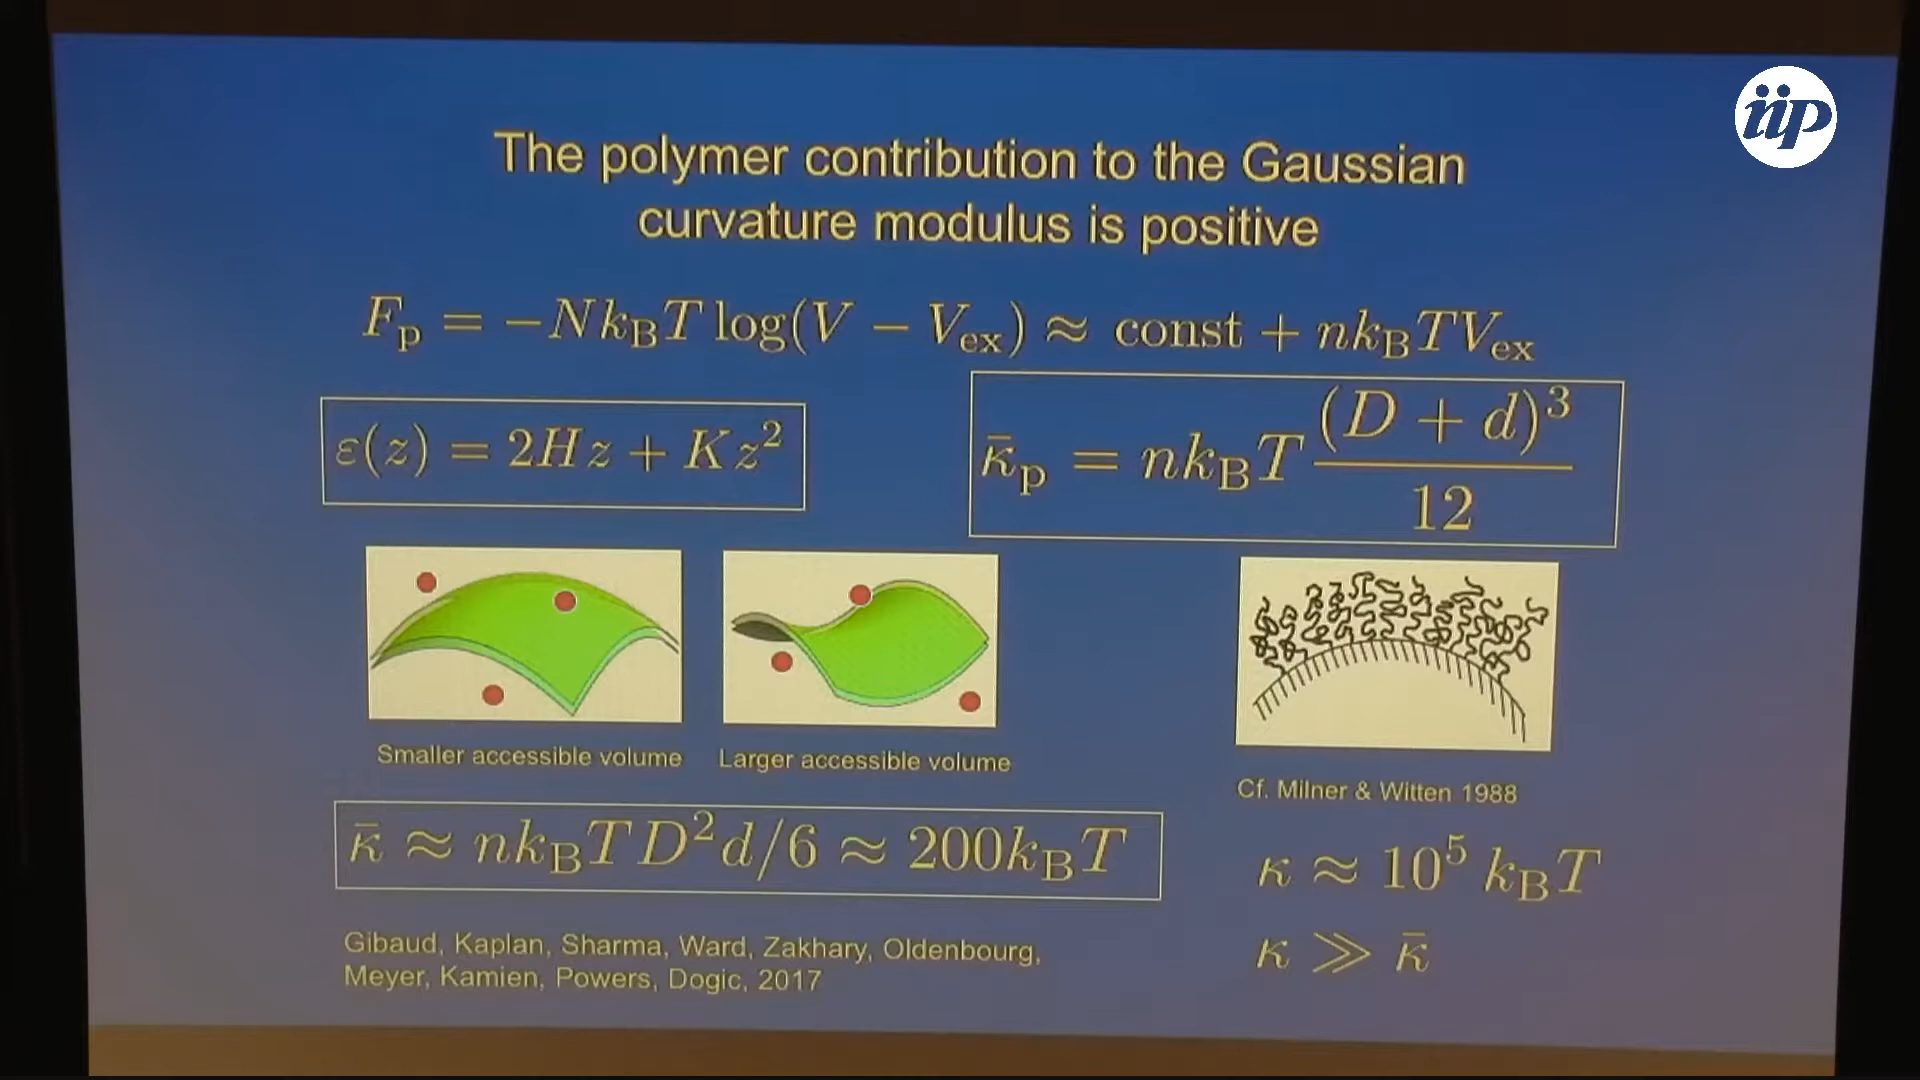 iip
The polymer contribution to the Gaussian
curvature modulus is positive
F_p = −Nk_BT log(V − V_ex) ≈ const + nk_BTV_ex
ε(z) = 2Hz + Kz²
κ̄_p = nk_BT (D + d)³ / 12
Smaller accessible volume
Larger accessible volume
Cf. Milner & Witten 1988
κ̄ ≈ nk_BTD²d/6 ≈ 200k_BT
κ ≈ 10⁵ k_BT
κ ≫ κ̄
Gibaud, Kaplan, Sharma, Ward, Zakhary, Oldenbourg,
Meyer, Kamien, Powers, Dogic, 2017